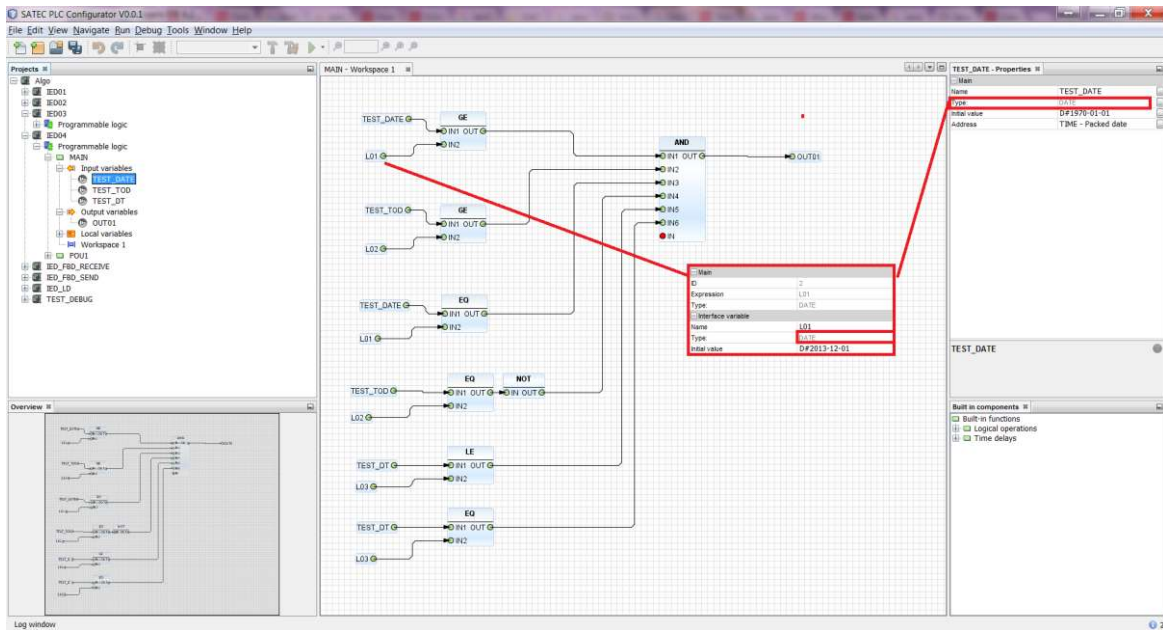 SATEC PLC Configurator V0.0.1
File Edit View Navigate Run Debug Tools Window Help
Projects
Algo
IED01
IED02
IED03
Programmable logic
IED04
Programmable logic
MAIN
Input variables
TEST_DATE
TEST_TOD
TEST_DT
Output variables
OUT01
Local variables
Workspace 1
POU1
IED_FBD_RECEIVE
IED_FBD_SEND
IED_LD
TEST_DEBUG
Overview
Log window
MAIN - Workspace 1
TEST_DATE
GE
IN1 OUT
IN2
L01
TEST_TOD
GE
IN1 OUT
IN2
L02
TEST_DATE
EQ
IN1 OUT
IN2
L01
TEST_TOD
EQ
IN1 OUT
IN2
NOT
IN OUT
L02
TEST_DT
LE
IN1 OUT
IN2
L03
TEST_DT
EQ
IN1 OUT
IN2
L03
AND
IN1 OUT
IN2
IN3
IN4
IN5
IN6
IN
OUT01
Main
ID 2
Expression L01
Type: DATE
Interface variable
Name L01
Type: DATE
Initial value D#2013-12-01
TEST_DATE - Properties
Main
Name TEST_DATE
Type: DATE
Initial value D#1970-01-01
Address TIME - Packed date
TEST_DATE
Built in components
Built-in functions
Logical operations
Time delays